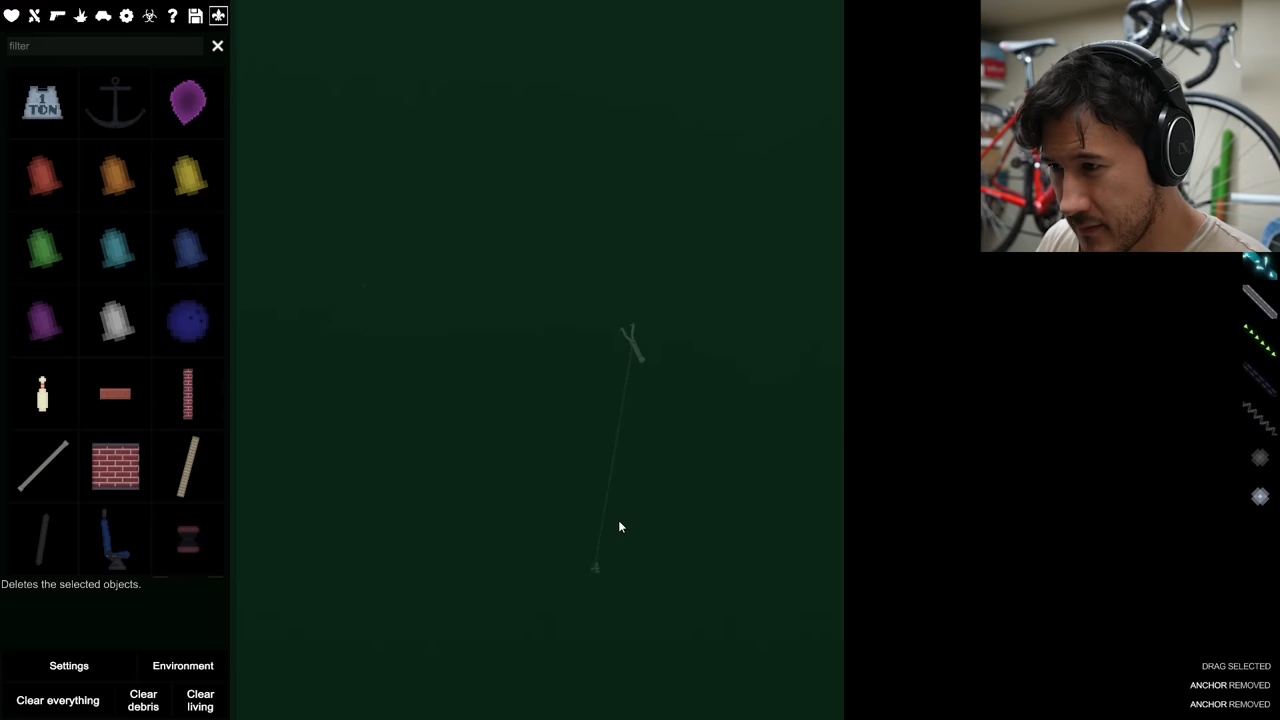 filter
1
TON
Deletes the selected objects.
Settings
Environment
Clear everything
Clear
debris
Clear
living
DRAG SELECTED
ANCHOR REMOVED
ANCHOR REMOVED